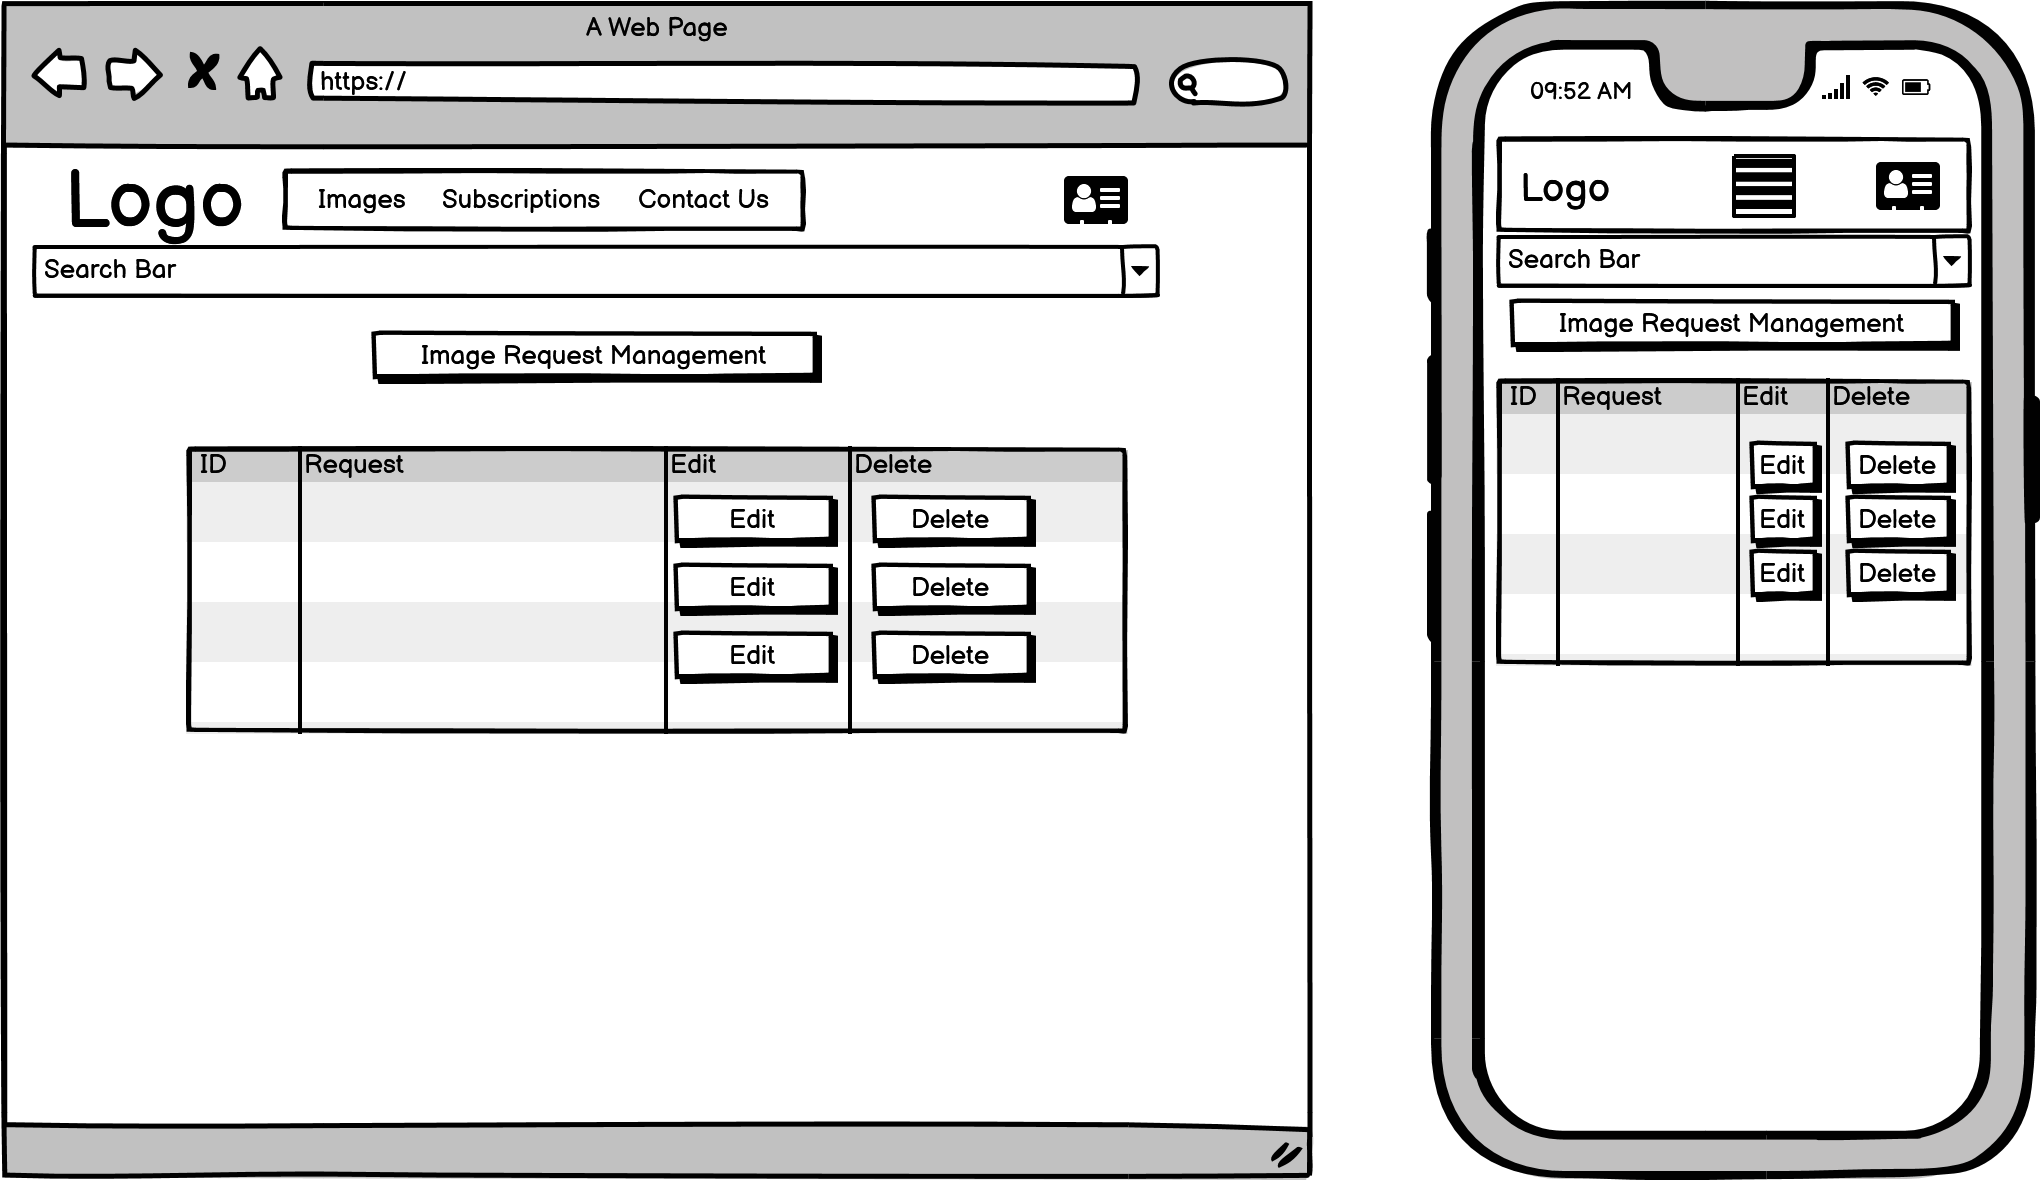 A Web Page
https://
Logo
Images Subscriptions Contact Us
Search Bar
Image Request Management
ID Request Edit Delete
Edit Delete
Edit Delete
Edit Delete
09:52 AM
Logo
Search Bar
Image Request Management
ID Request Edit Delete
Edit Delete
Edit Delete
Edit Delete